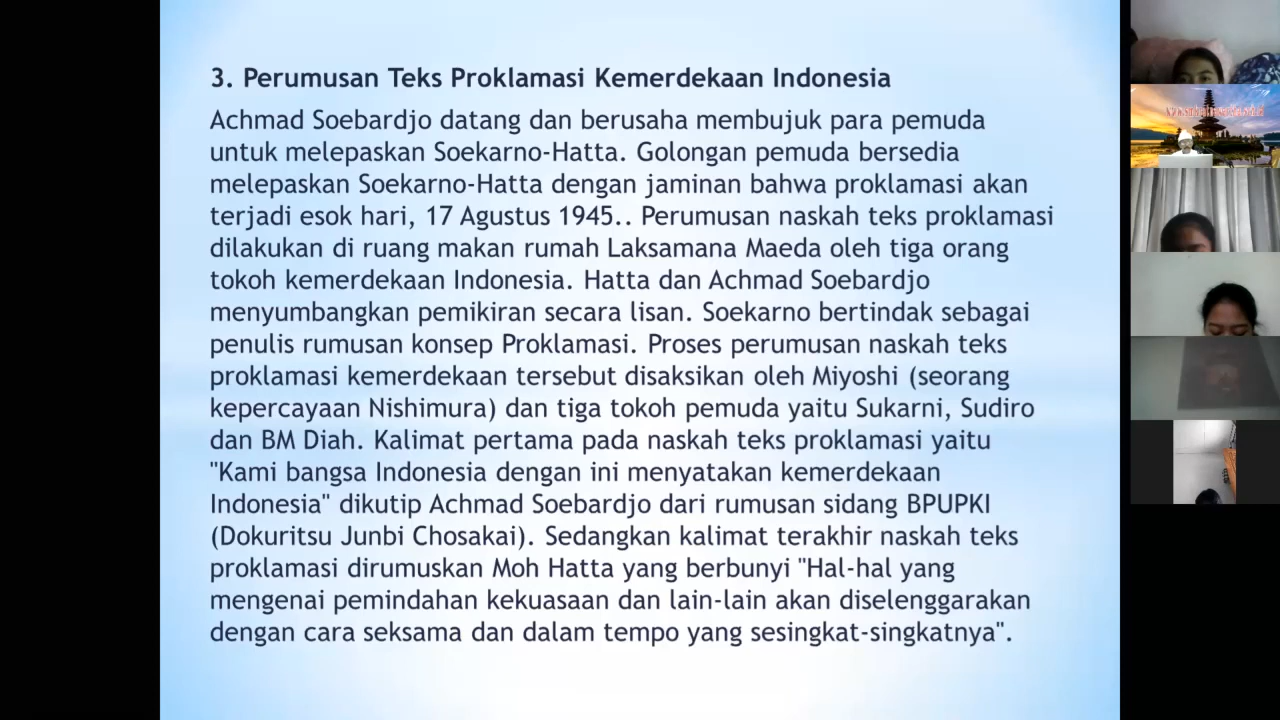 3. Perumusan Teks Proklamasi Kemerdekaan Indonesia
Achmad Soebardjo datang dan berusaha membujuk para pemuda
untuk melepaskan Soekarno-Hatta. Golongan pemuda bersedia
melepaskan Soekarno-Hatta dengan jaminan bahwa proklamasi akan
terjadi esok hari, 17 Agustus 1945.. Perumusan naskah teks proklamasi
dilakukan di ruang makan rumah Laksamana Maeda oleh tiga orang
tokoh kemerdekaan Indonesia. Hatta dan Achmad Soebardjo
menyumbangkan pemikiran secara lisan. Soekarno bertindak sebagai
penulis rumusan konsep Proklamasi. Proses perumusan naskah teks
proklamasi kemerdekaan tersebut disaksikan oleh Miyoshi (seorang
kepercayaan Nishimura) dan tiga tokoh pemuda yaitu Sukarni, Sudiro
dan BM Diah. Kalimat pertama pada naskah teks proklamasi yaitu
"Kami bangsa Indonesia dengan ini menyatakan kemerdekaan
Indonesia" dikutip Achmad Soebardjo dari rumusan sidang BPUPKI
(Dokuritsu Junbi Chosakai). Sedangkan kalimat terakhir naskah teks
proklamasi dirumuskan Moh Hatta yang berbunyi "Hal-hal yang
mengenai pemindahan kekuasaan dan lain-lain akan diselenggarakan
dengan cara seksama dan dalam tempo yang sesingkat-singkatnya".